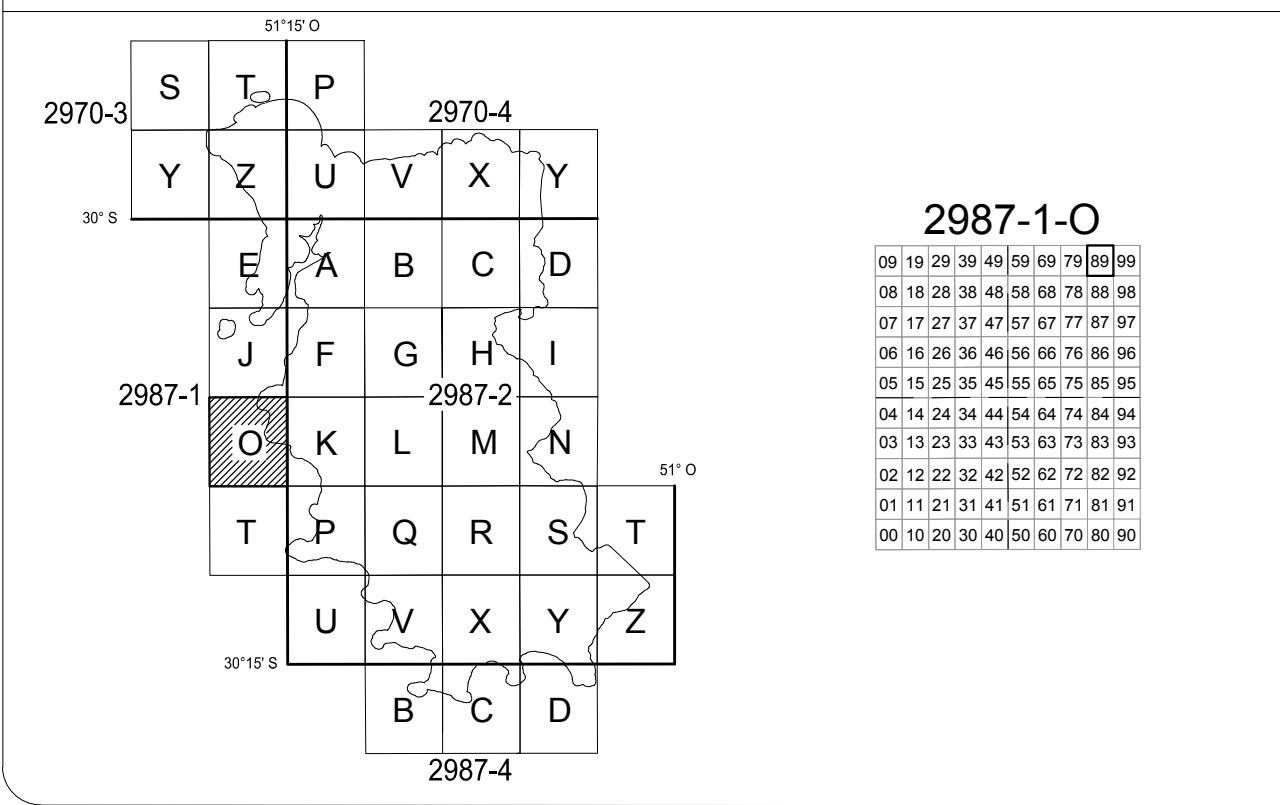 51°15' O
S T P
2970-3 2970-4
Y Z U V X Y
30° S
E A B C D
J F G H I
2987-1 2987-2
O K L M N
51° O
T P Q R S T
U V X Y Z
30°15' S
B C D
2987-4
2987-1-O
09 19 29 39 49 59 69 79 89 99
08 18 28 38 48 58 68 78 88 98
07 17 27 37 47 57 67 77 87 97
06 16 26 36 46 56 66 76 86 96
05 15 25 35 45 55 65 75 85 95
04 14 24 34 44 54 64 74 84 94
03 13 23 33 43 53 63 73 83 93
02 12 22 32 42 52 62 72 82 92
01 11 21 31 41 51 61 71 81 91
00 10 20 30 40 50 60 70 80 90